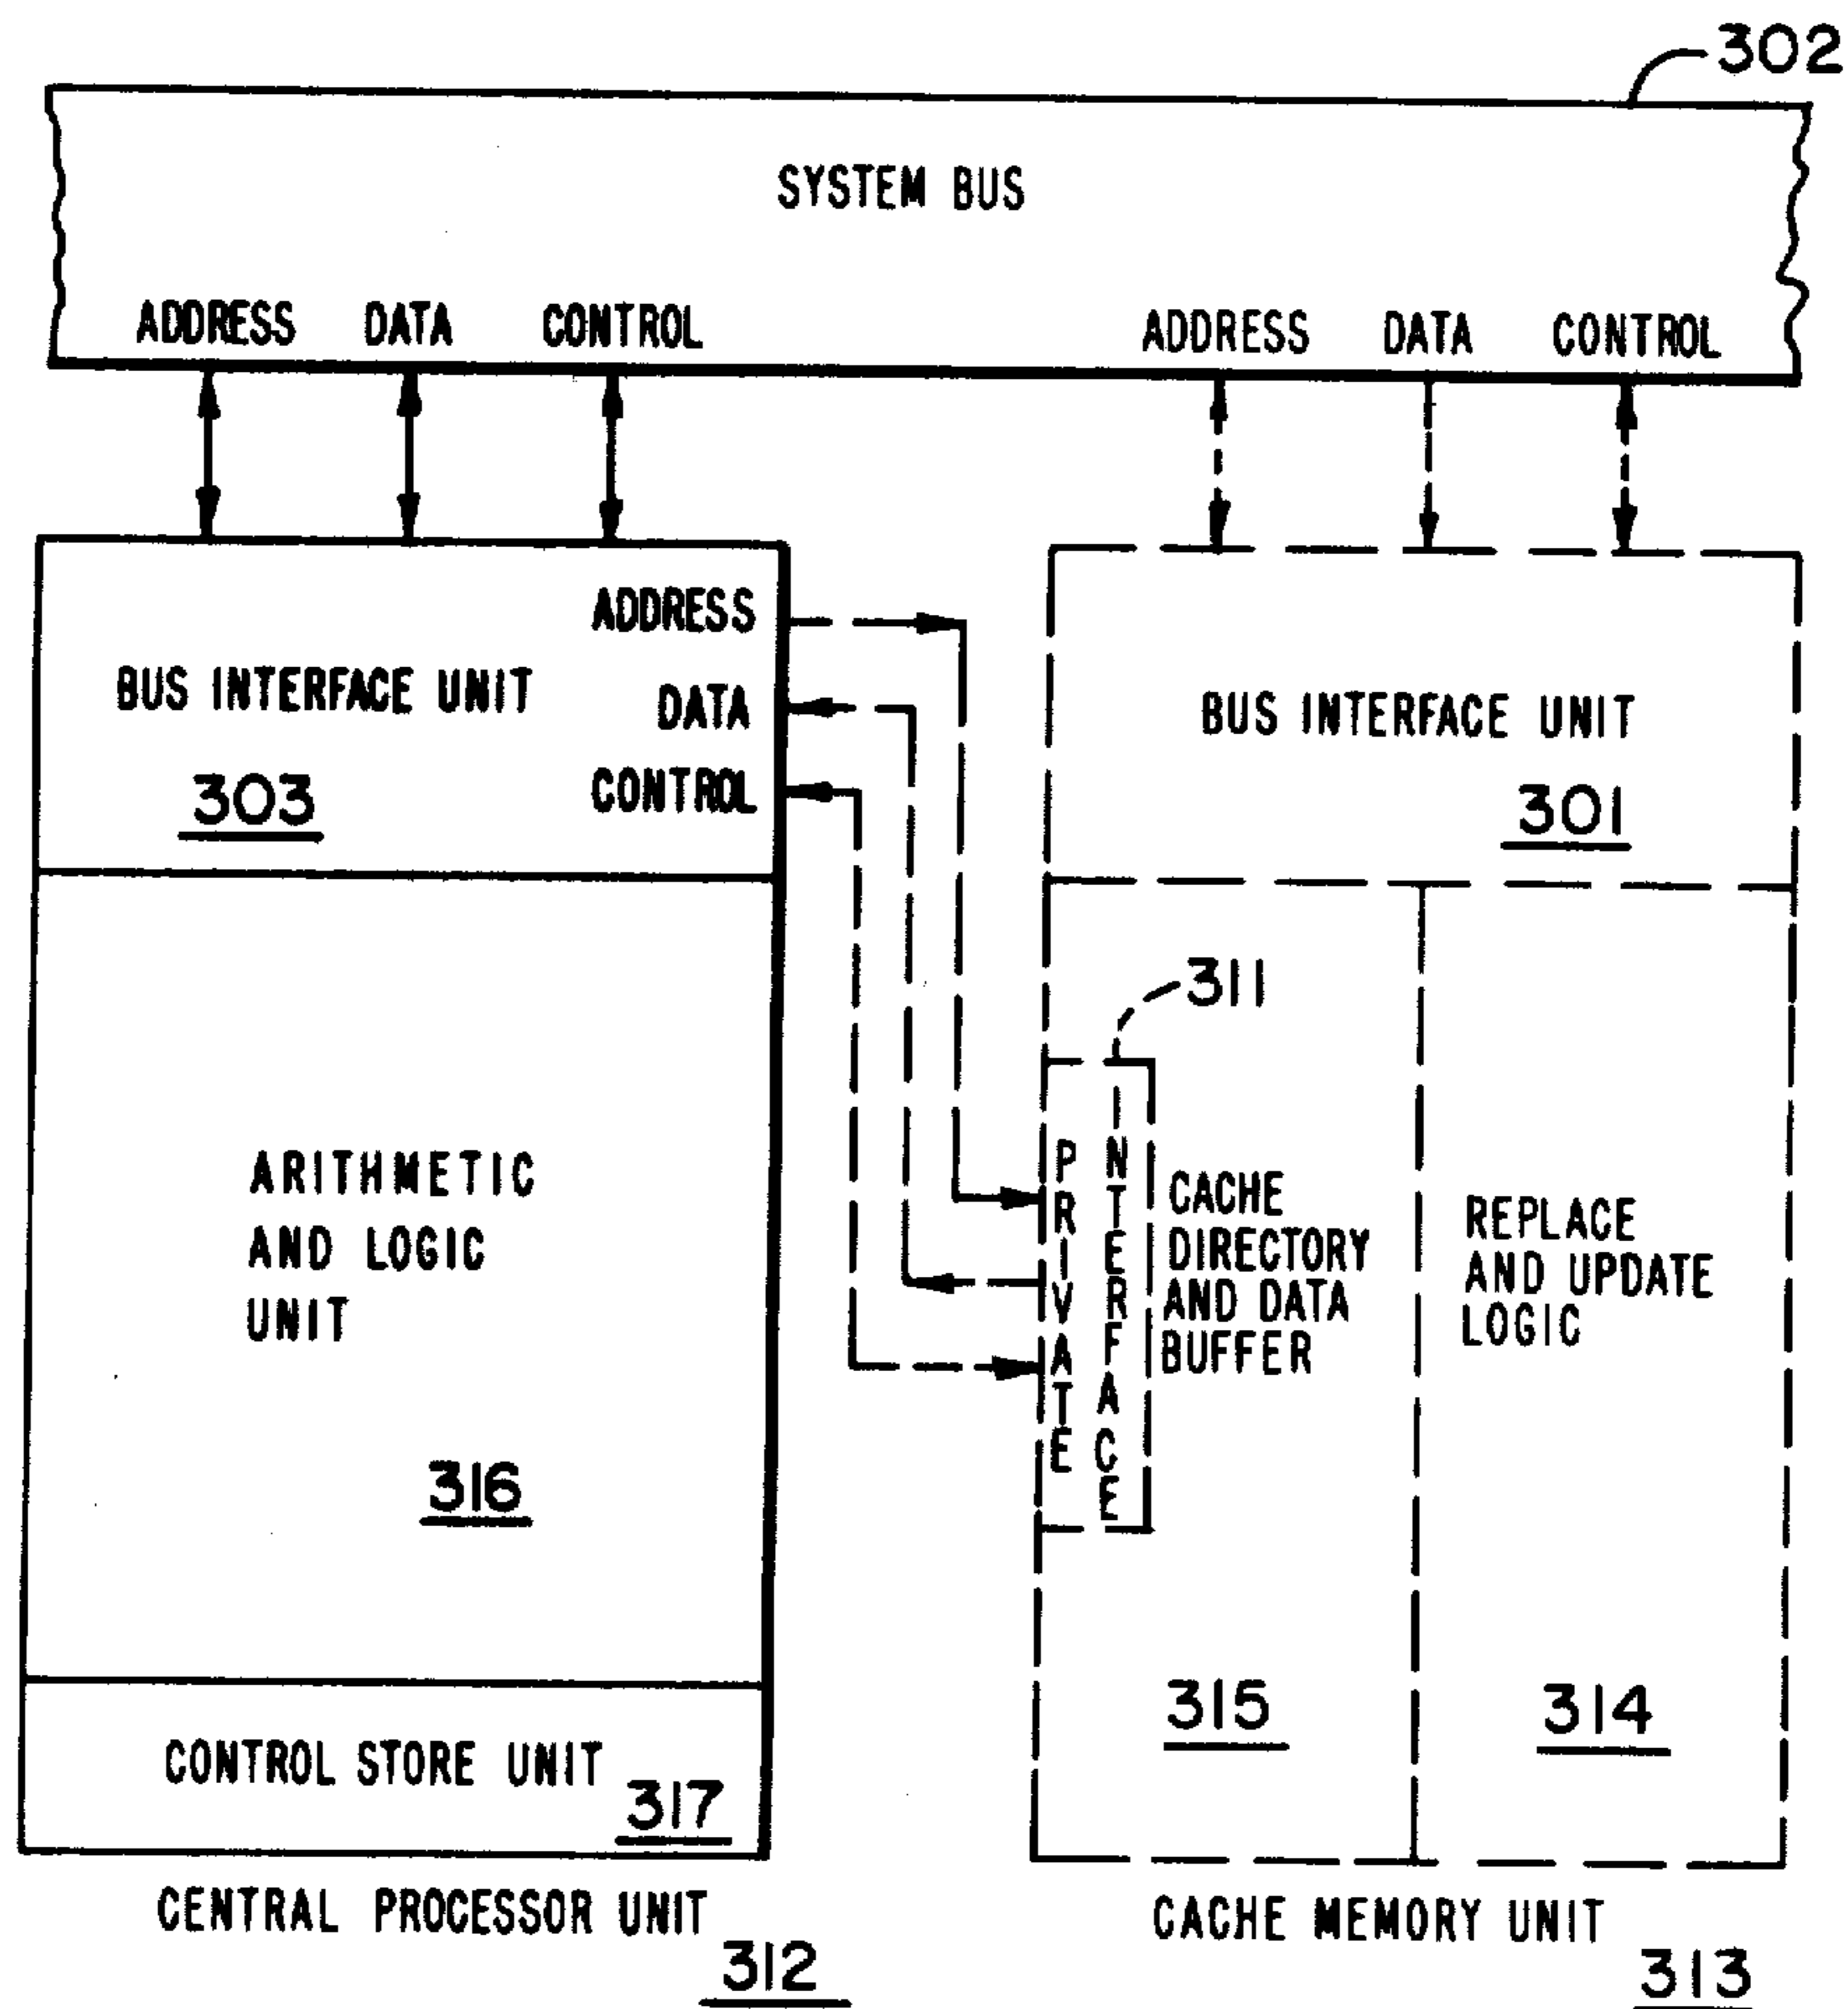 302
SYSTEM BUS
ADDRESS DATA CONTROL
ADDRESS DATA CONTROL
ADDRESS
BUS INTERFACE UNIT
DATA
303
CONTROL
BUS INTERFACE UNIT
301
311
ARITHMETIC
AND LOGIC
UNIT
316
PRIVATE
INTERFACE
CACHE
DIRECTORY
AND DATA
BUFFER
REPLACE
AND UPDATE
LOGIC
315
314
CONTROL STORE UNIT
317
CENTRAL PROCESSOR UNIT
312
CACHE MEMORY UNIT
313